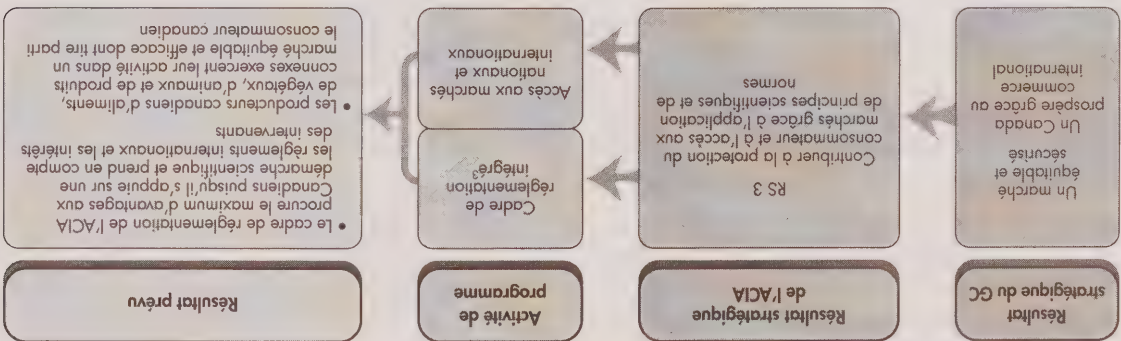 Résultat
stratégique du GC
Résultat stratégique
de l'ACIA
Activité de
programme
Résultat prévu
Un marché
équitable et
sécurisé
Un Canada
prospère grâce au
commerce
international
RS 3
Contribuer à la protection du
consommateur et à l'accès aux
marchés grâce à l'application
de principes scientifiques et de
normes
Cadre de
réglementation
intégré³
Accès aux marchés
nationaux et
internationaux
• Le cadre de réglementation de l'ACIA
procure le maximum d'avantages aux
Canadiens puisqu'il s'appuie sur une
démarche scientifique et prend en compte
les règlements internationaux et les intérêts
des intervenants
• Les producteurs canadiens d'aliments,
de végétaux, d'animaux et de produits
connexes exercent leur activité dans un
marché équitable et efficace dont tire parti
le consommateur canadien